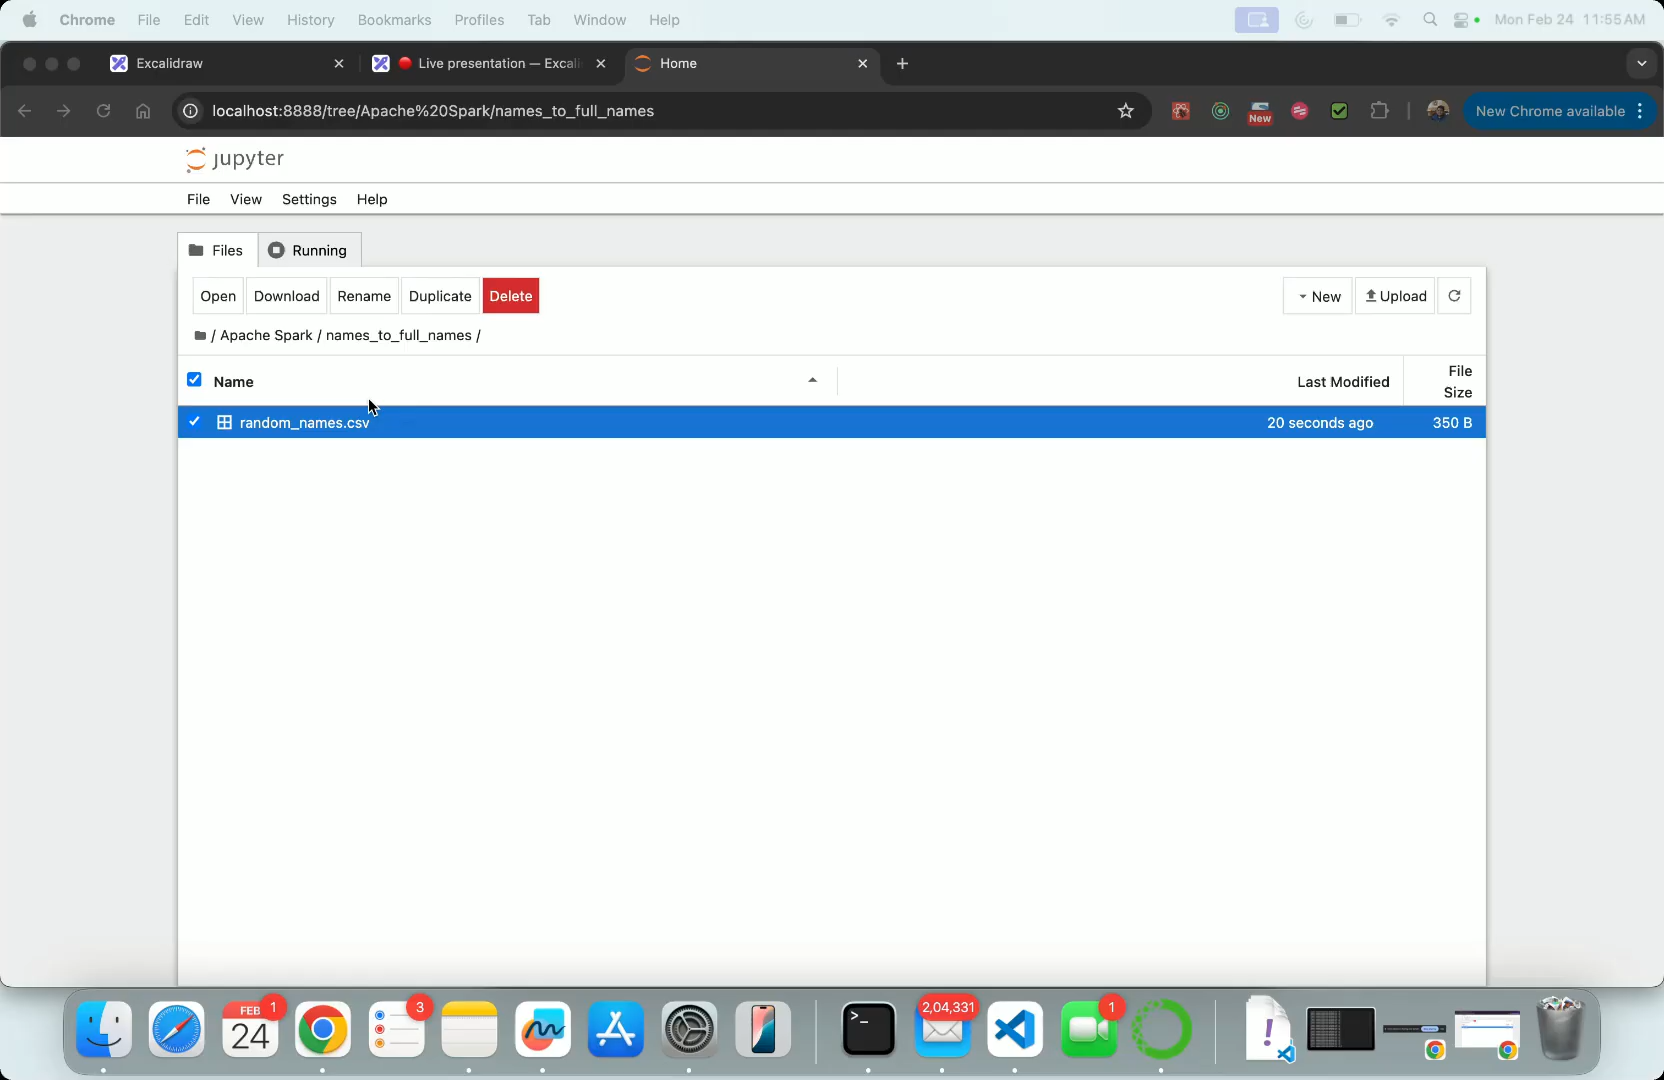 Chrome File Edit View History Bookmarks Profiles Tab Window Help Mon Feb 24 11:55 AM
Excalidraw Live presentation — Excali Home
localhost:8888/tree/Apache%20Spark/names_to_full_names New New Chrome available
jupyter
File View Settings Help
Files Running
Open Download Rename Duplicate Delete New Upload
/ Apache Spark / names_to_full_names /
Name Last Modified File Size
random_names.csv 20 seconds ago 350 B
FEB 24 1 3 >_ 2,04,331 1